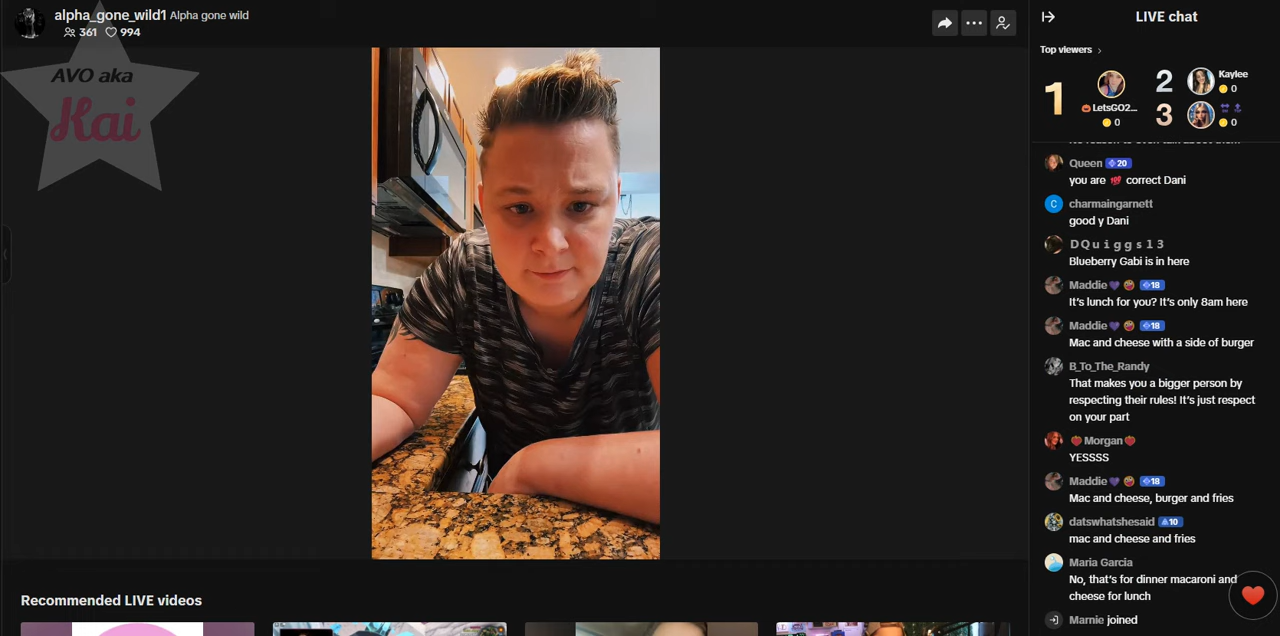 alpha_gone_wild1 Alpha gone wild
361 994
AVO aka
Kai
LIVE chat
Top viewers
1
LetsGO2...
0
2
Kaylee
0
3
0
Queen 20
you are 💯 correct Dani
C charmaingarnett
good y Dani
DQuiggs13
Blueberry Gabi is in here
Maddie 18
It's lunch for you? It's only 8am here
Maddie 18
Mac and cheese with a side of burger
B_To_The_Randy
That makes you a bigger person by
respecting their rules! It's just respect
on your part
Morgan
YESSSS
Maddie 18
Mac and cheese, burger and fries
datswhatshesaid 10
mac and cheese and fries
Maria Garcia
No, that's for dinner macaroni and
cheese for lunch
Marnie joined
Recommended LIVE videos